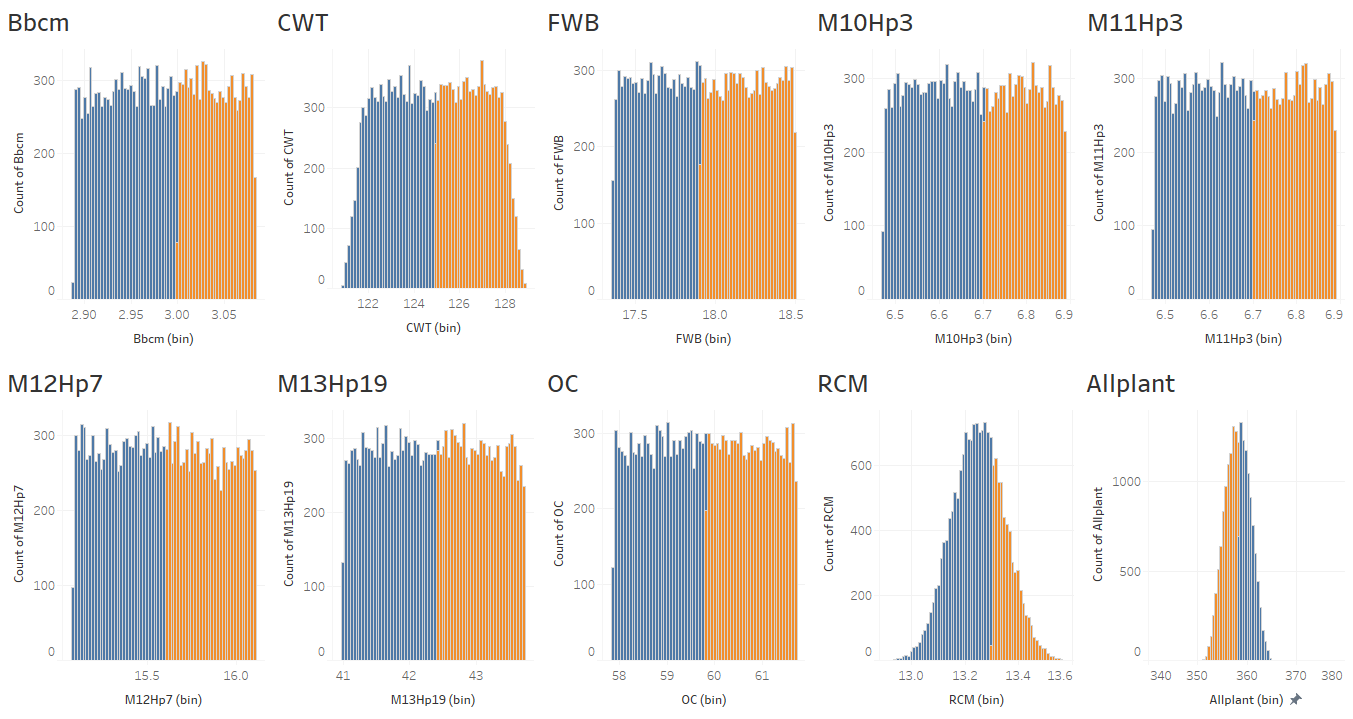 Bbcm
CWT
FWB
M10Hp3
M11Hp3
Count of Bbcm
300
200
100
0
2.90 2.95 3.00 3.05
Bbcm (bin)
Count of CWT
300
200
100
0
122 124 126 128
CWT (bin)
Count of FWB
300
200
100
0
17.5 18.0 18.5
FWB (bin)
Count of M10Hp3
300
200
100
0
6.5 6.6 6.7 6.8 6.9
M10Hp3 (bin)
Count of M11Hp3
300
200
100
0
6.5 6.6 6.7 6.8 6.9
M11Hp3 (bin)
M12Hp7
M13Hp19
OC
RCM
Allplant
Count of M12Hp7
300
200
100
0
15.5 16.0
M12Hp7 (bin)
Count of M13Hp19
300
200
100
0
41 42 43
M13Hp19 (bin)
Count of OC
300
200
100
0
58 59 60 61
OC (bin)
Count of RCM
600
400
200
0
13.0 13.2 13.4 13.6
RCM (bin)
Count of Allplant
1000
500
0
340 350 360 370 380
Allplant (bin)